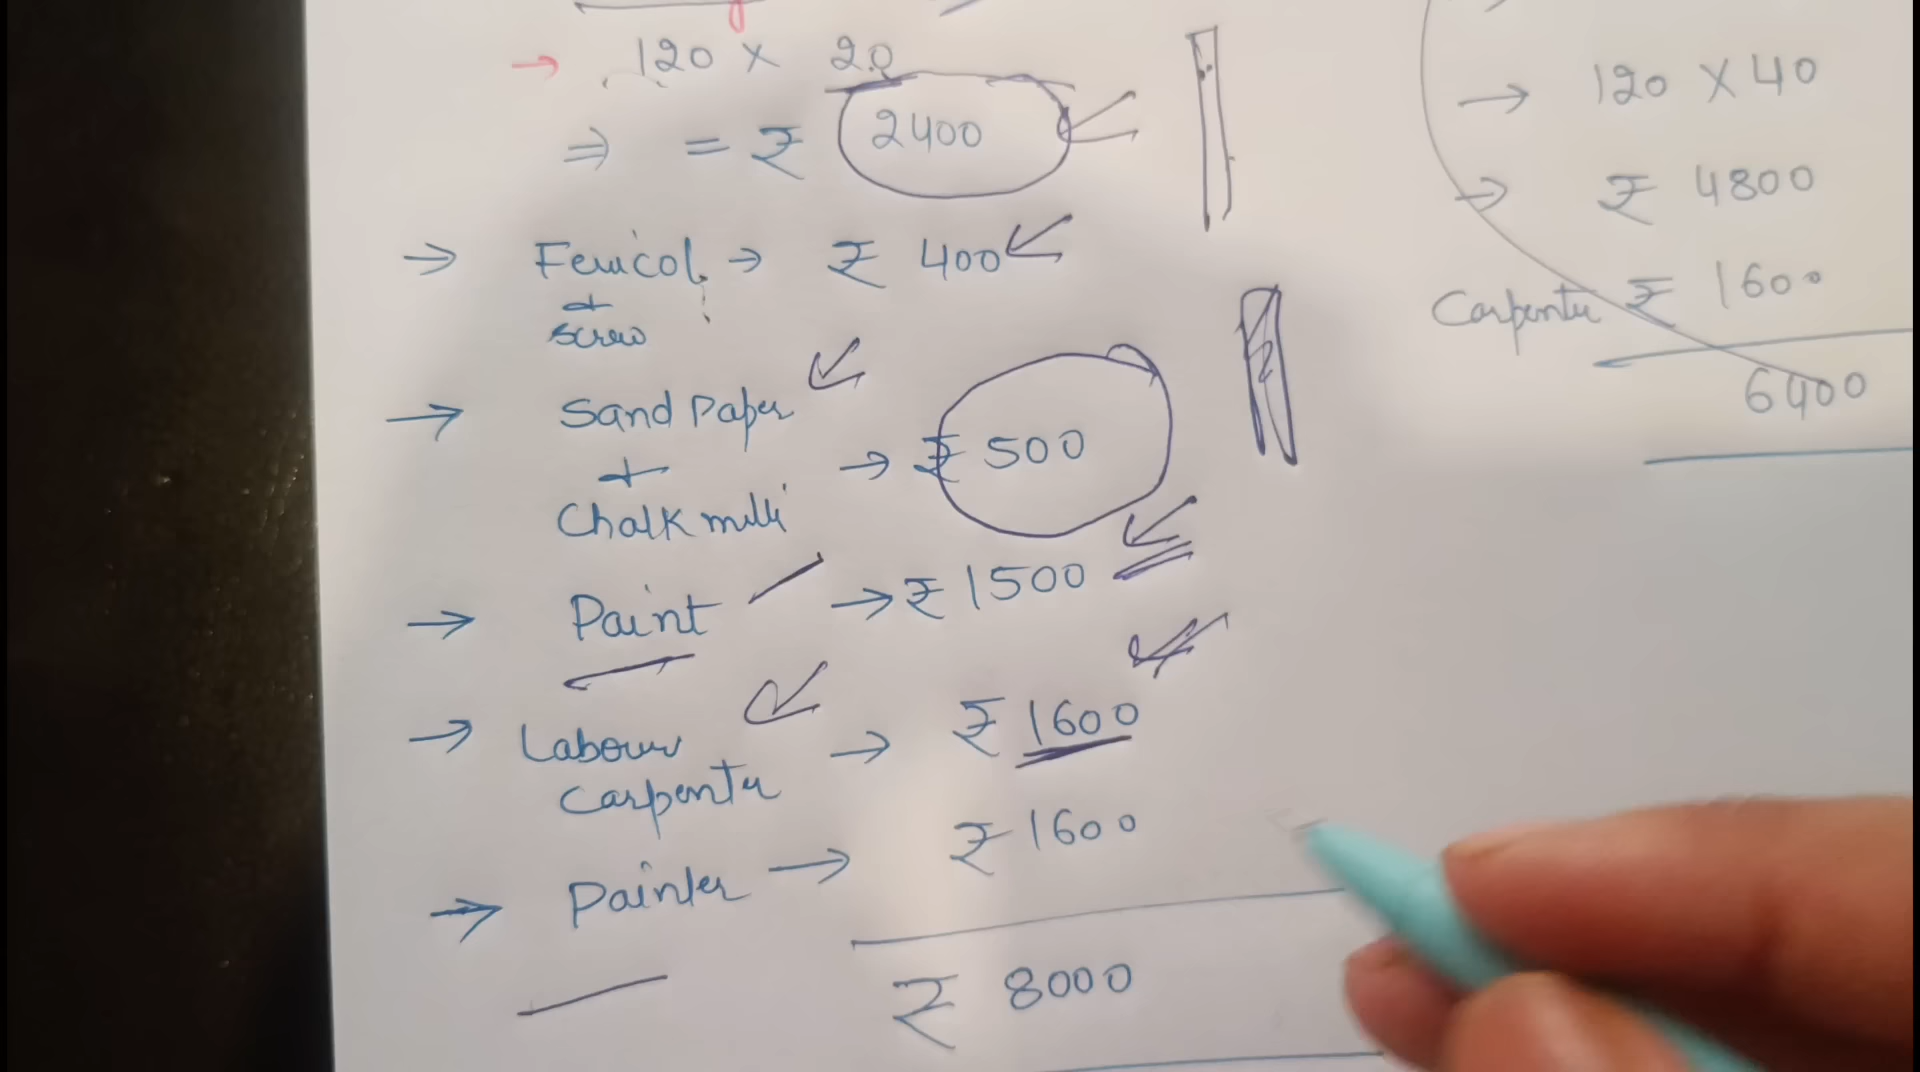 → 120 x 20
⇒ = ₹ 2400
→ Fevicol → ₹ 400
+
screw
→ Sand Paper
+ → ₹ 500
Chalk milli
→ Paint → ₹ 1500
→ Labour → ₹ 1600
Carpenter
₹ 1600
→ Painter →
₹ 8000
→ 120 X 40
→ ₹ 4800
Carpenter ₹ 1600
6400